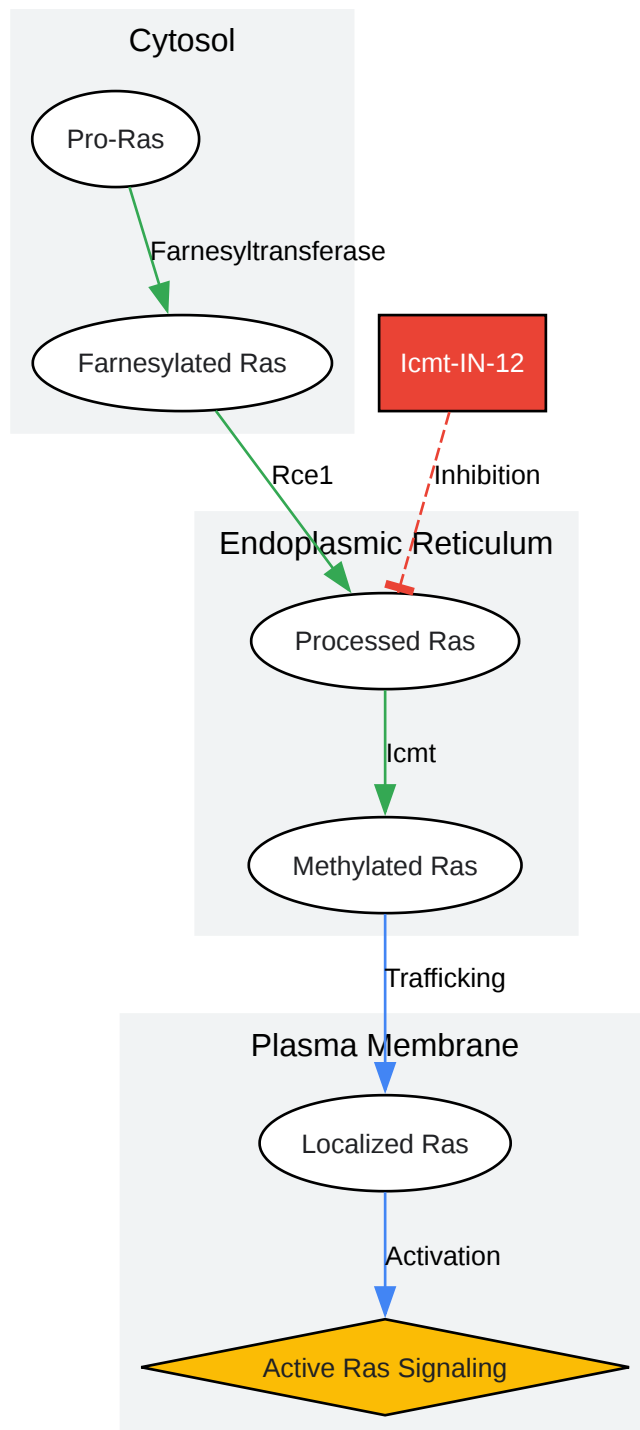 Cytosol
Pro-Ras
Farnesyltransferase
Farnesylated Ras
Icmt-IN-12
Rce1
Inhibition
Endoplasmic Reticulum
Processed Ras
Icmt
Methylated Ras
Trafficking
Plasma Membrane
Localized Ras
Activation
Active Ras Signaling